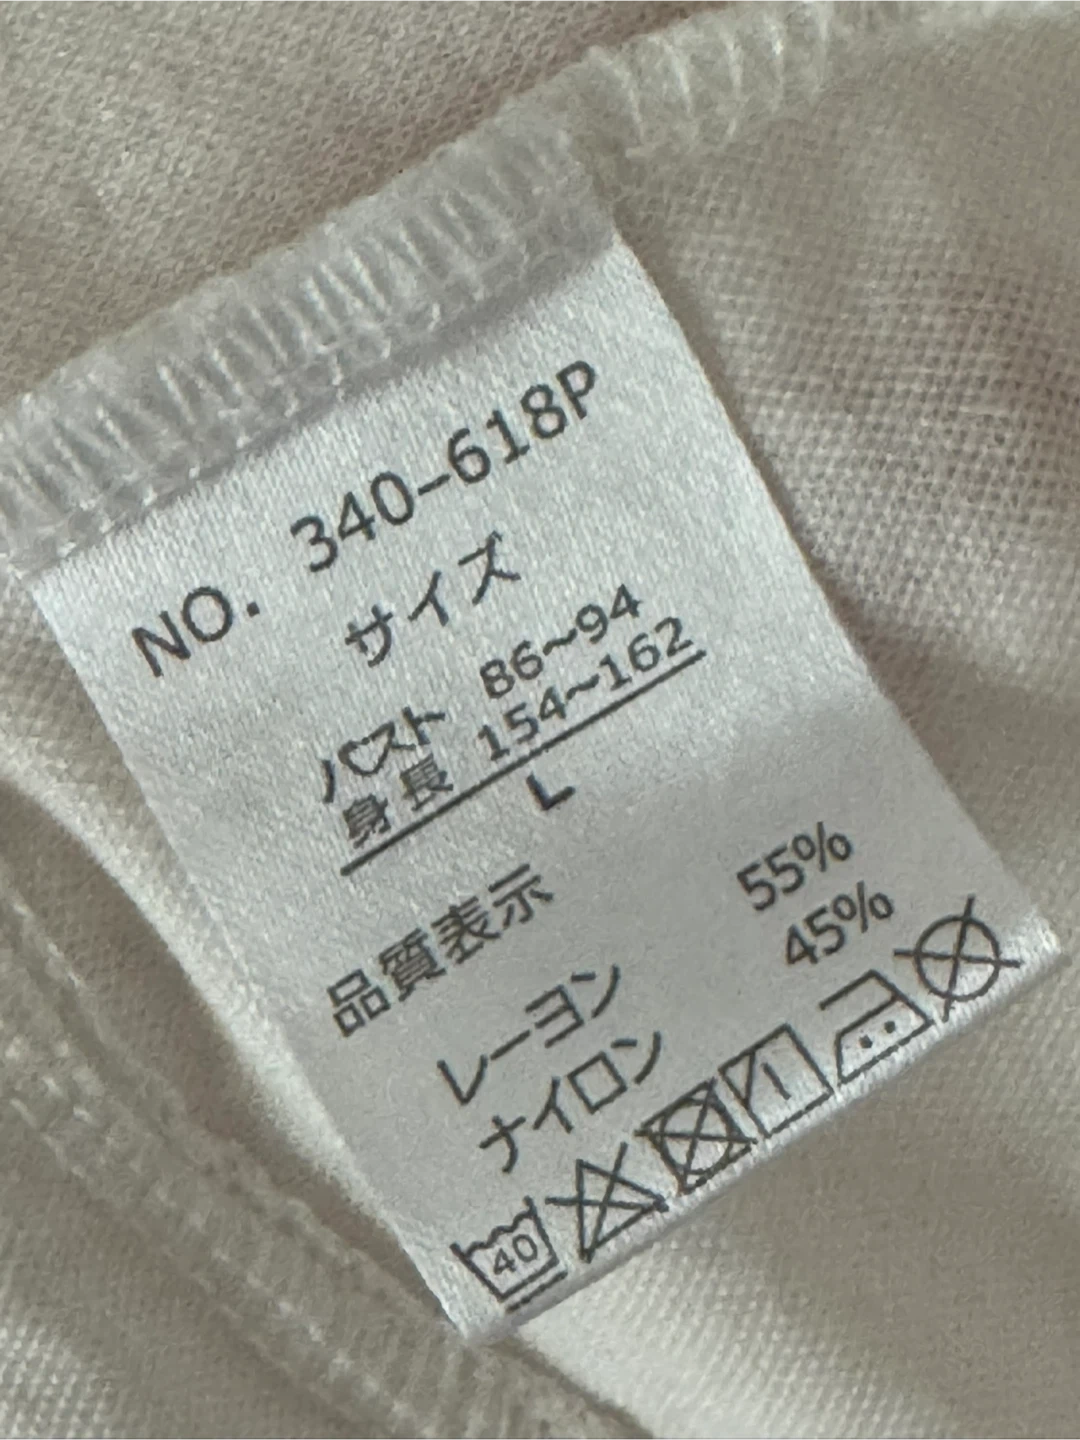 NO. 340-618P
サイズ
バスト 86~94
身長 154~162
L
品質表示
レーヨン 55%
ナイロン 45%
40